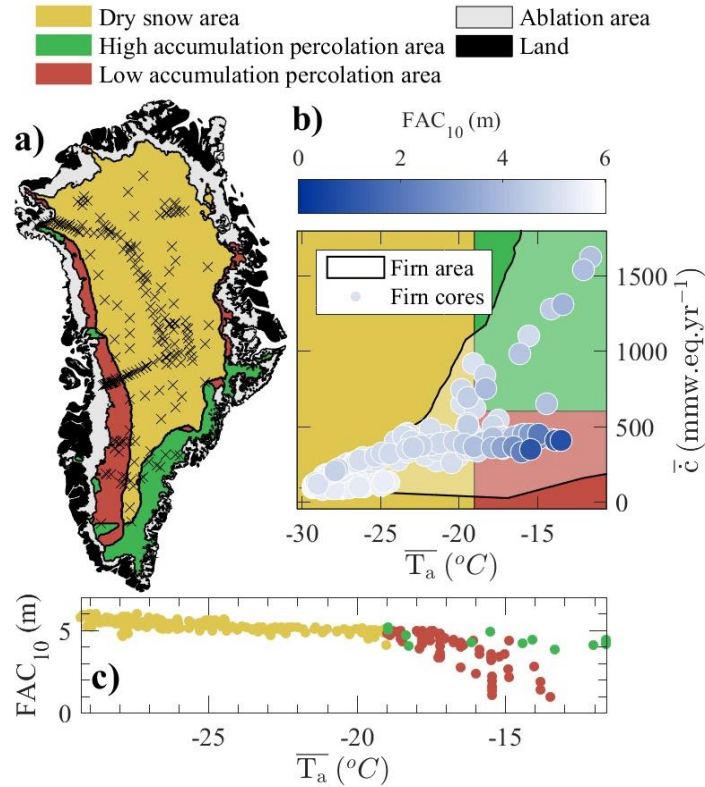 Dry snow area
High accumulation percolation area
Low accumulation percolation area
Ablation area
Land
a)
b)
FAC₁₀ (m)
0 2 4 6
Firn area
Firn cores
1500
1000
500
0
c̄̇ (mmw.eq.yr⁻¹)
-30 -25 -20 -15
T̄ₐ (°C)
FAC₁₀ (m)
5
0
c)
-25 -20 -15
T̄ₐ (°C)